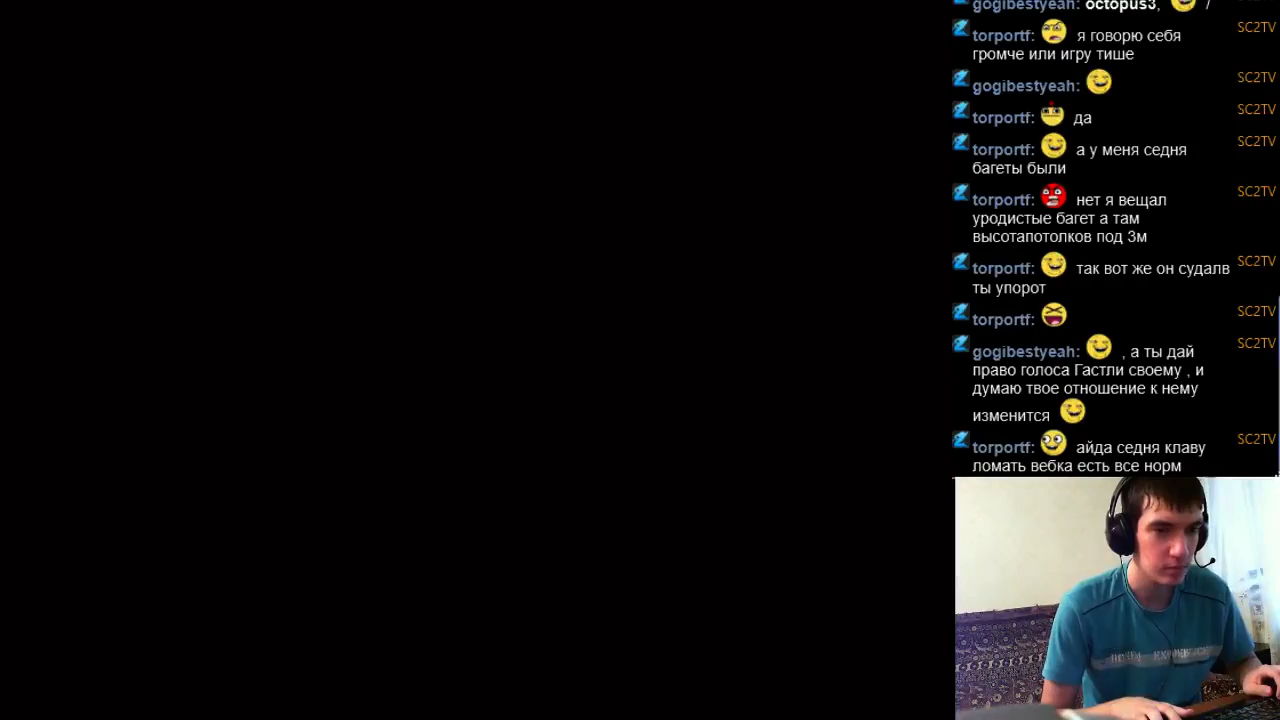 gogibestyeah: octopus3, /
torportf: я говорю себя SC2TV
громче или игру тише
gogibestyeah: SC2TV
torportf: да SC2TV
torportf: а у меня седня SC2TV
багеты были
torportf: нет я вещал SC2TV
уродистые багет а там
высотапотолков под 3м
torportf: так вот же он судалв SC2TV
ты упорот
torportf: SC2TV
gogibestyeah: , а ты дай SC2TV
право голоса Гастли своему , и
думаю твое отношение к нему
изменится
torportf: айда седня клаву SC2TV
ломать вебка есть все норм